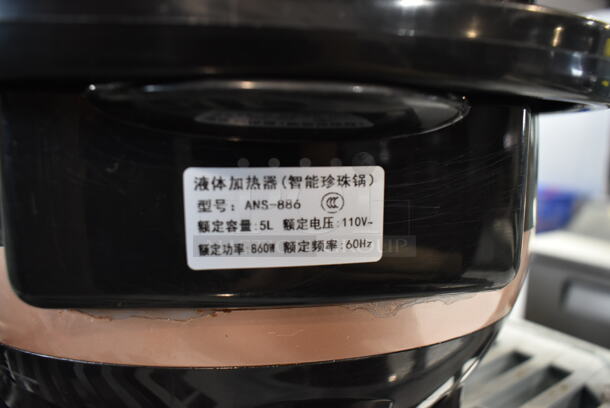 液体加热器(智能珍珠锅)
型号: ANS-886 CCC
额定容量:5L 额定电压:110V~
额定功率:860W 额定频率:60Hz